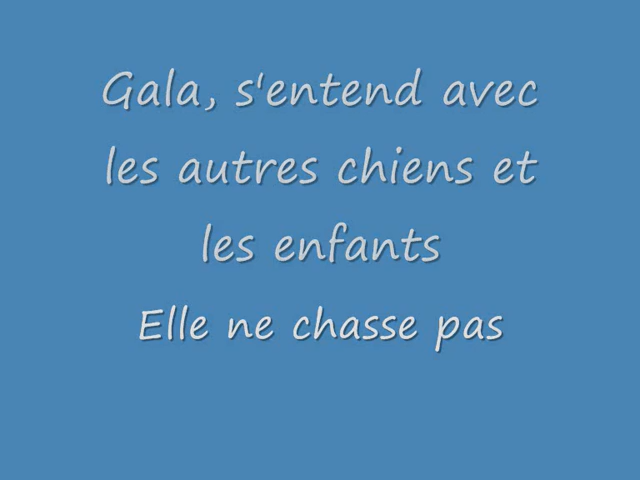 Gala, s'entend avec
les autres chiens et
les enfants
Elle ne chasse pas